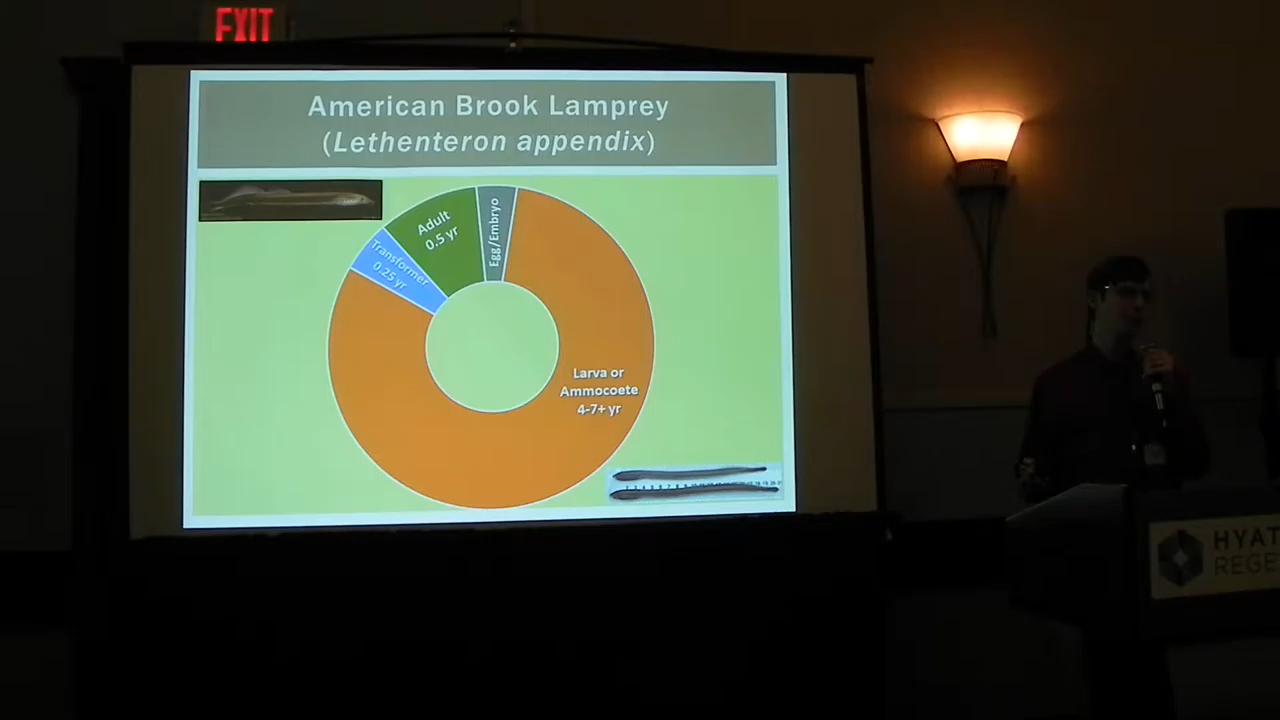 EXIT
American Brook Lamprey
(Lethenteron appendix)
Adult
0.5 yr
Egg/Embryo
Transformer
0.25 yr
Larva or
Ammocoete
4-7+ yr
HYAT
REGE